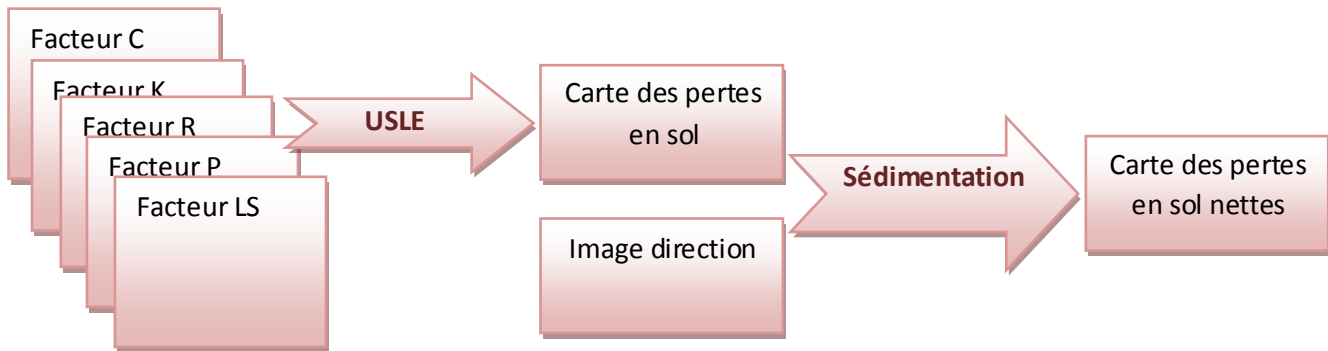 Facteur C
Facteur K
Facteur R
Facteur P
Facteur LS
USLE
Carte des pertes
en sol
Image direction
Sédimentation
Carte des pertes
en sol nettes